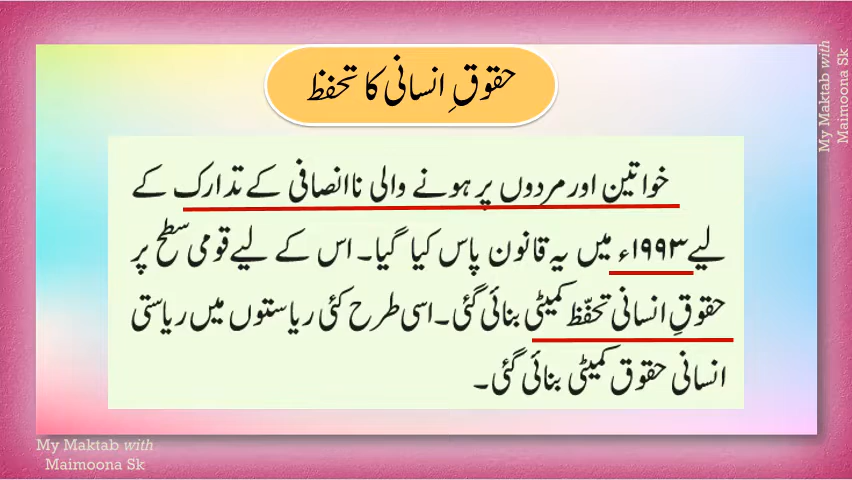 حقوقِ انسانی کا تحفظ
خواتین اور مردوں پر ہونے والی ناانصافی کے تدارک کے
لیے ۱۹۹۳ء میں یہ قانون پاس کیا گیا۔ اس کے لیے قومی سطح پر
حقوقِ انسانی تحفّظ کمیٹی بنائی گئی۔ اسی طرح کئی ریاستوں میں ریاستی
انسانی حقوق کمیٹی بنائی گئی۔
My Maktab with
Maimoona Sk
My Maktab with
Maimoona Sk